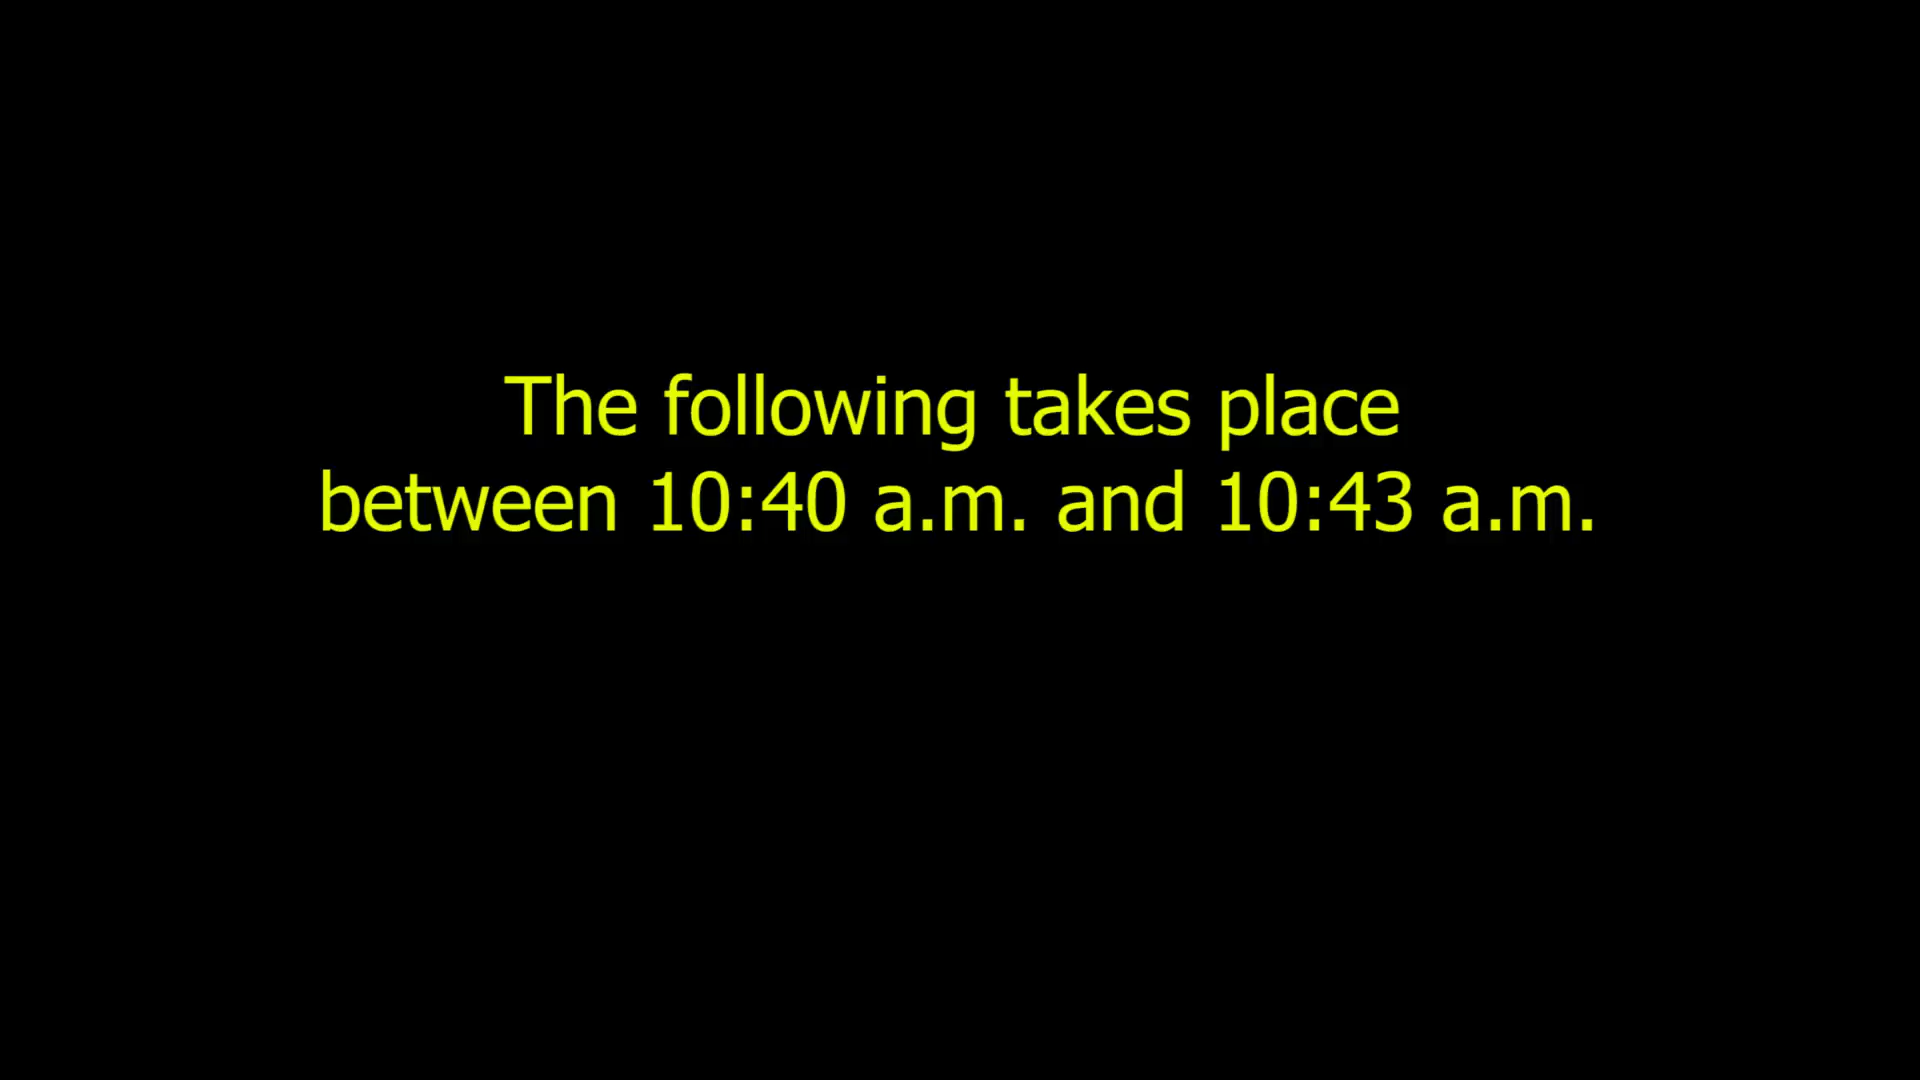 The following takes place
between 10:40 a.m. and 10:43 a.m.